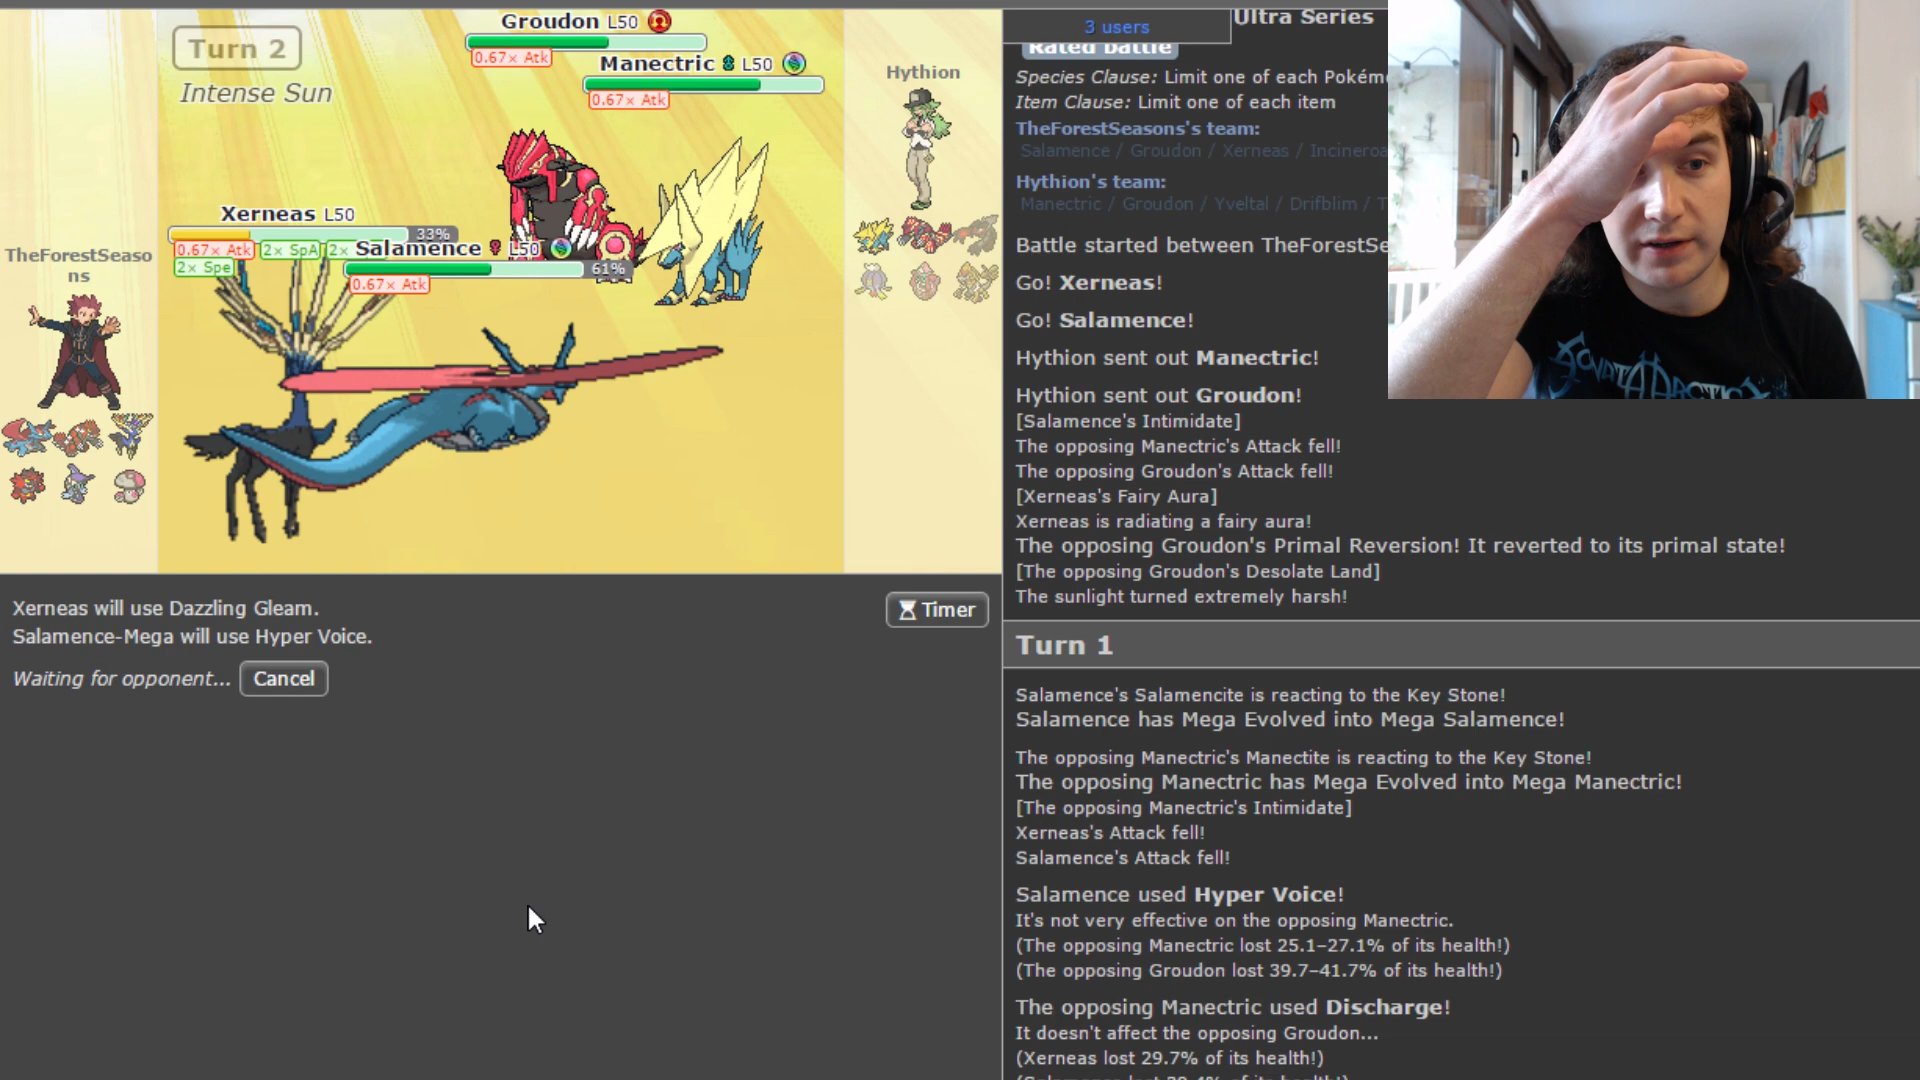 Turn 2
Intense Sun
Groudon L50
0.67× Atk
Manectric L50
0.67× Atk
Hythion
Xerneas L50
33%
0.67× Atk 2× SpA 2×
2× Spe
Salamence L50
61%
0.67× Atk
TheForestSeaso
ns
Xerneas will use Dazzling Gleam.
Salamence-Mega will use Hyper Voice.
Waiting for opponent... Cancel
Timer
3 users
Ultra Series
Rated battle
Species Clause: Limit one of each Pokém
Item Clause: Limit one of each item
TheForestSeasons's team:
Salamence / Groudon / Xerneas / Incineroa
Hythion's team:
Manectric / Groudon / Yveltal / Drifblim / T
Battle started between TheForestSe
Go! Xerneas!
Go! Salamence!
Hythion sent out Manectric!
Hythion sent out Groudon!
[Salamence's Intimidate]
The opposing Manectric's Attack fell!
The opposing Groudon's Attack fell!
[Xerneas's Fairy Aura]
Xerneas is radiating a fairy aura!
The opposing Groudon's Primal Reversion! It reverted to its primal state!
[The opposing Groudon's Desolate Land]
The sunlight turned extremely harsh!
Turn 1
Salamence's Salamencite is reacting to the Key Stone!
Salamence has Mega Evolved into Mega Salamence!
The opposing Manectric's Manectite is reacting to the Key Stone!
The opposing Manectric has Mega Evolved into Mega Manectric!
[The opposing Manectric's Intimidate]
Xerneas's Attack fell!
Salamence's Attack fell!
Salamence used Hyper Voice!
It's not very effective on the opposing Manectric.
(The opposing Manectric lost 25.1–27.1% of its health!)
(The opposing Groudon lost 39.7–41.7% of its health!)
The opposing Manectric used Discharge!
It doesn't affect the opposing Groudon...
(Xerneas lost 29.7% of its health!)